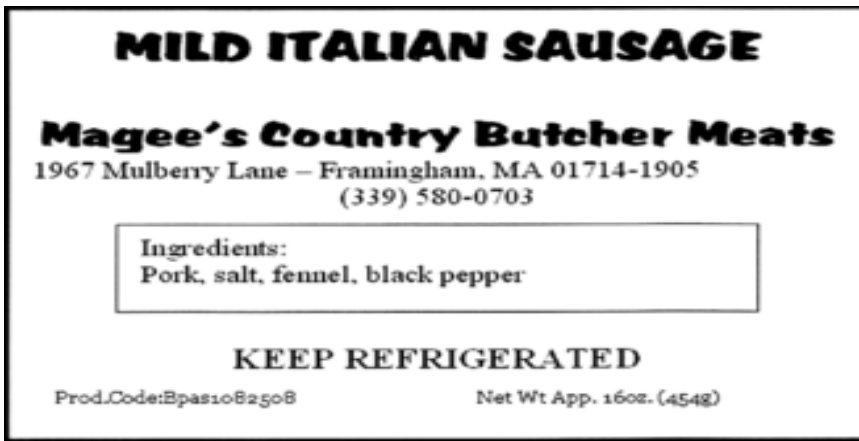 MILD ITALIAN SAUSAGE
Magee's Country Butcher Meats
1967 Mulberry Lane – Framingham, MA 01714-1905
(339) 580-0703
Ingredients:
Pork, salt, fennel, black pepper
KEEP REFRIGERATED
Prod.Code:Bpas1082508 Net Wt App. 16oz. (454g)